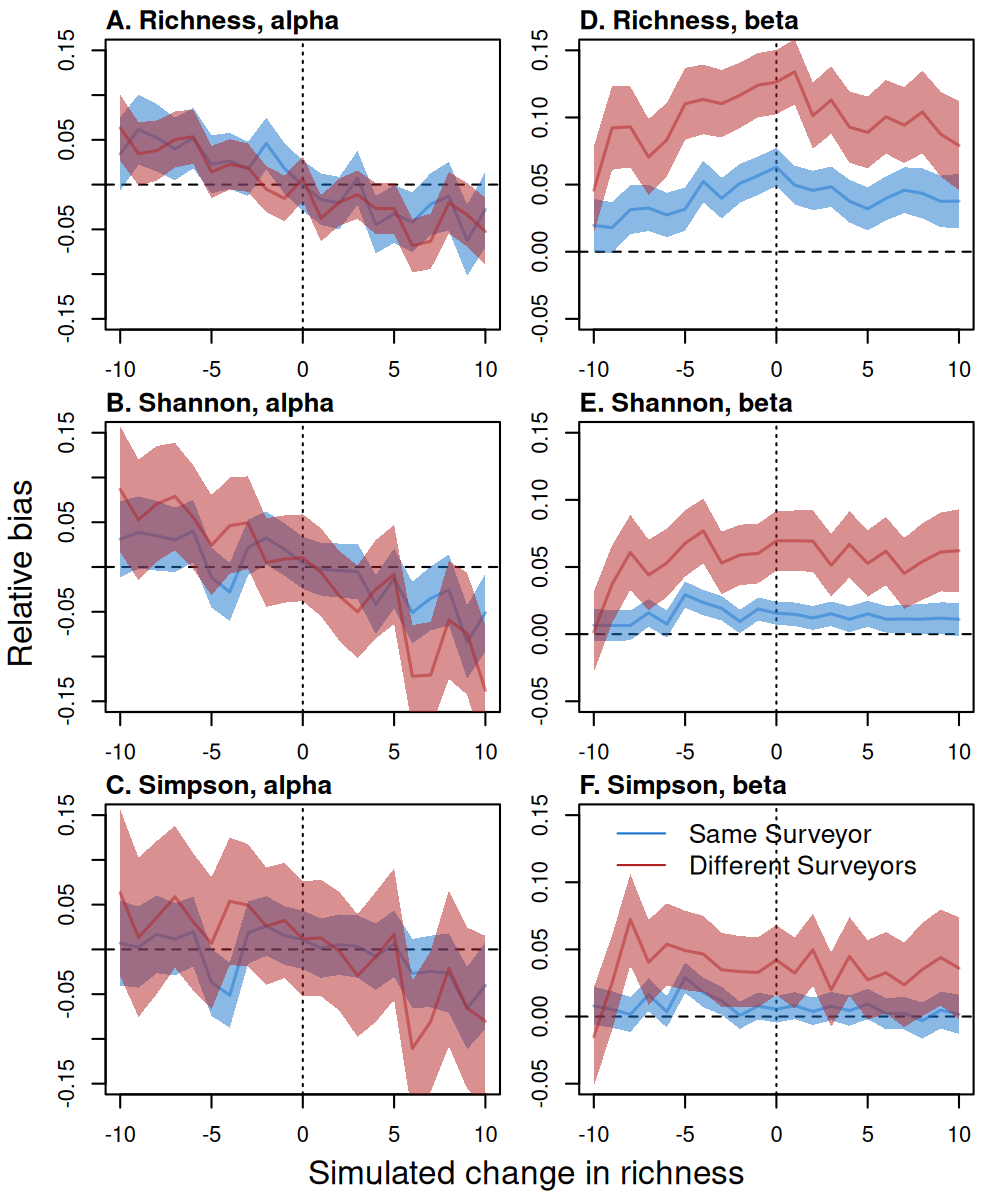 A. Richness, alpha
0.15
0.05
-0.05
-0.15
-10 -5 0 5 10
D. Richness, beta
0.15
0.10
0.05
0.00
-0.05
-10 -5 0 5 10
B. Shannon, alpha
0.15
0.05
-0.05
-0.15
-10 -5 0 5 10
E. Shannon, beta
0.15
0.10
0.05
0.00
-0.05
-10 -5 0 5 10
C. Simpson, alpha
0.15
0.05
-0.05
-0.15
-10 -5 0 5 10
F. Simpson, beta
0.15
0.10
0.05
0.00
-0.05
Same Surveyor
Different Surveyors
-10 -5 0 5 10
Relative bias
Simulated change in richness